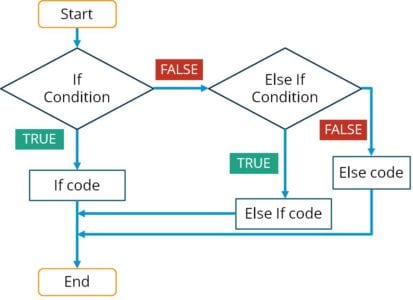 Start
If
Condition
FALSE
Else If
Condition
TRUE
FALSE
TRUE
If code
Else code
Else If code
End